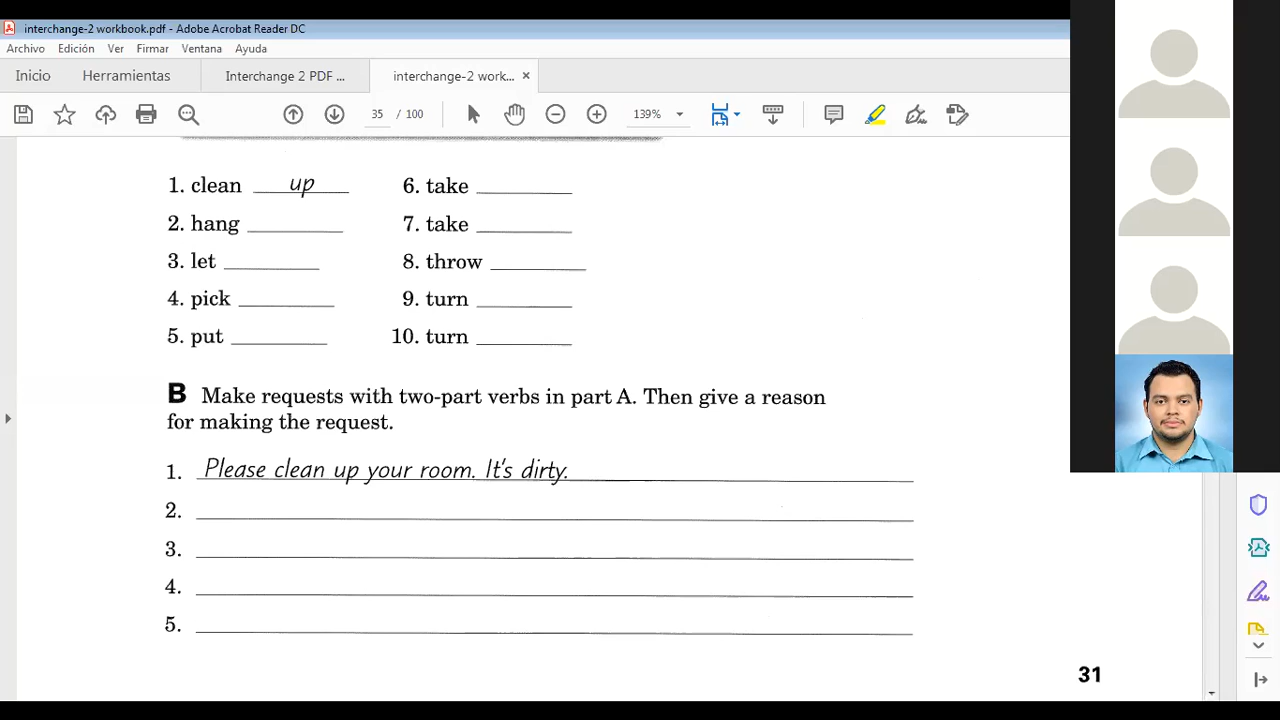 interchange-2 workbook.pdf - Adobe Acrobat Reader DC
Archivo Edición Ver Firmar Ventana Ayuda
Inicio Herramientas Interchange 2 PDF ... interchange-2 work... ×
35 / 100 139%
1. clean up 6. take
2. hang 7. take
3. let 8. throw
4. pick 9. turn
5. put 10. turn
B Make requests with two-part verbs in part A. Then give a reason
for making the request.
1. Please clean up your room. It's dirty.
2.
3.
4.
5.
31